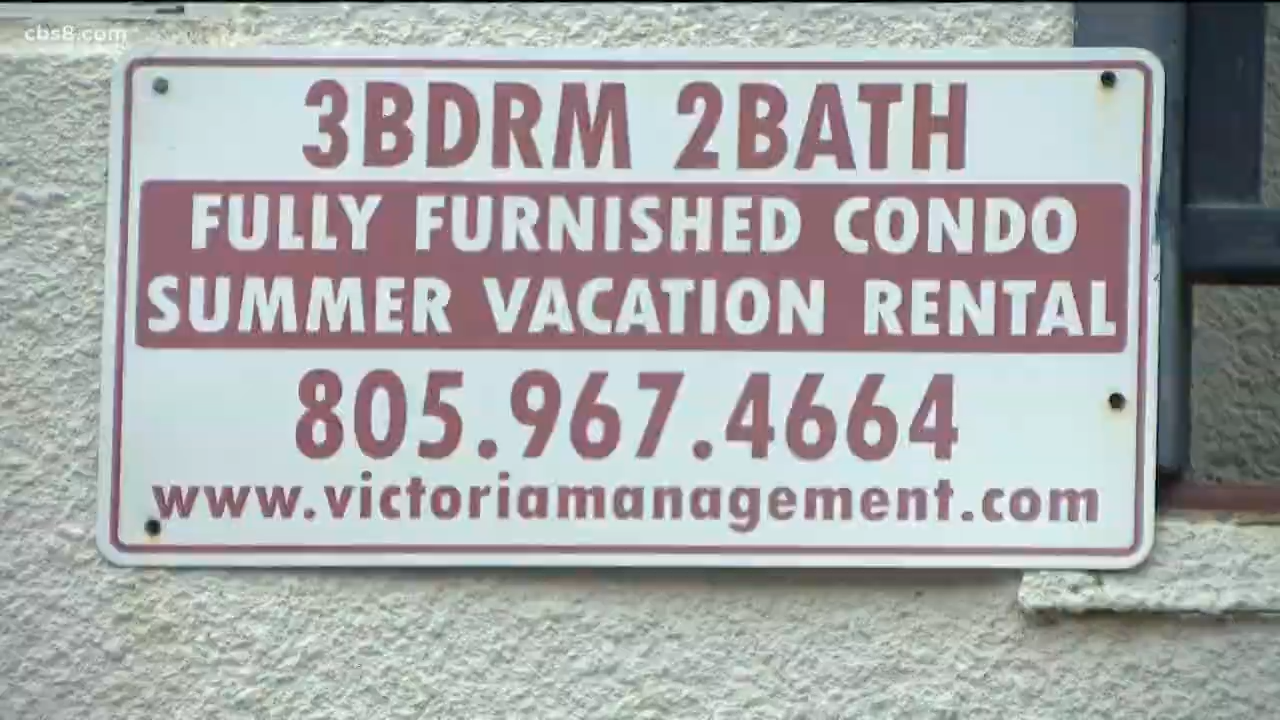 cbs8.com
3BDRM 2BATH
FULLY FURNISHED CONDO
SUMMER VACATION RENTAL
805.967.4664
www.victoriamanagement.com